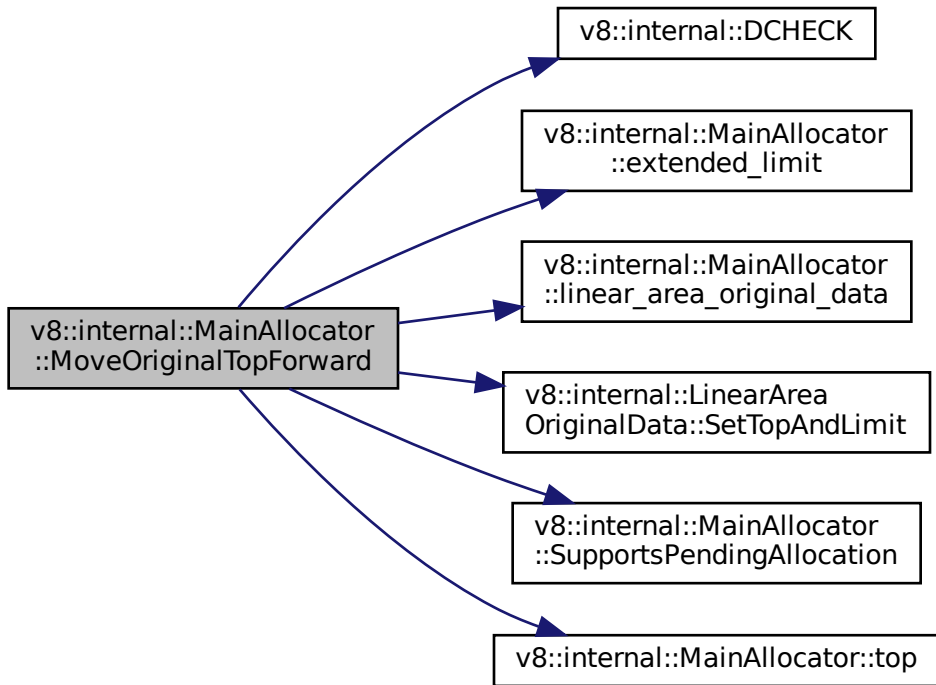 v8::internal::DCHECK
v8::internal::MainAllocator
::extended_limit
v8::internal::MainAllocator
::linear_area_original_data
v8::internal::MainAllocator
::MoveOriginalTopForward
v8::internal::LinearArea
OriginalData::SetTopAndLimit
v8::internal::MainAllocator
::SupportsPendingAllocation
v8::internal::MainAllocator::top